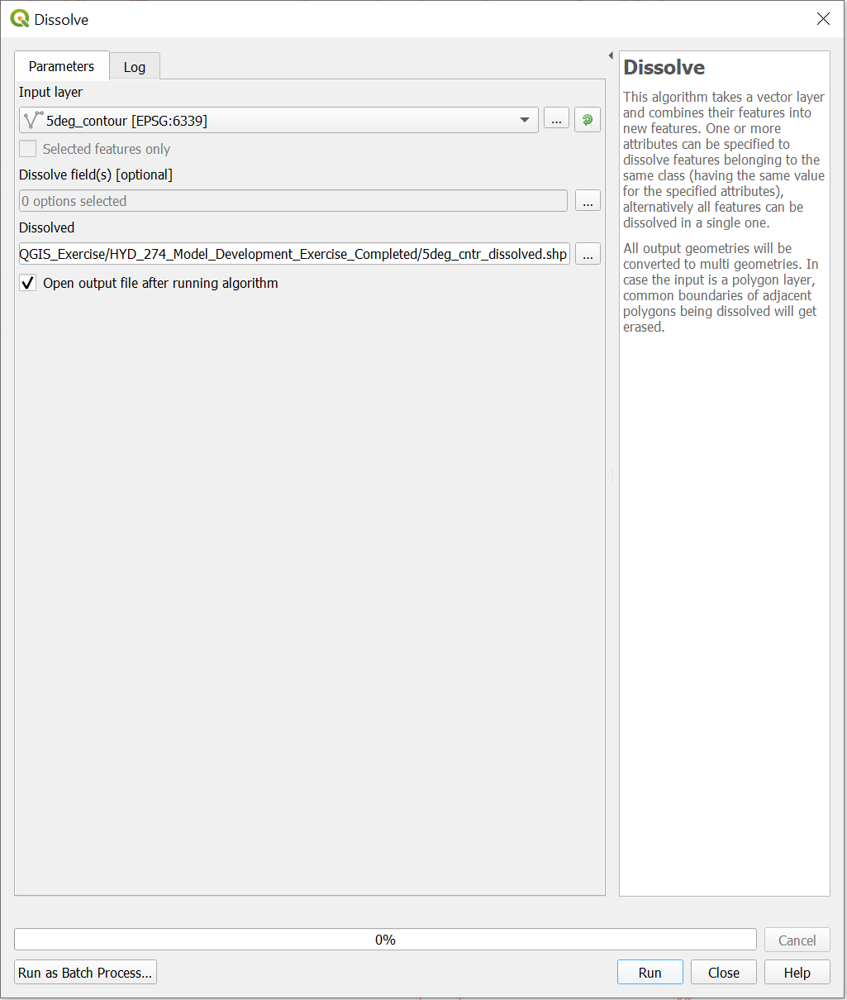 Dissolve
Parameters
Log
Input layer
5deg_contour [EPSG:6339]
...
Selected features only
Dissolve field(s) [optional]
0 options selected
...
Dissolved
QGIS_Exercise/HYD_274_Model_Development_Exercise_Completed/5deg_cntr_dissolved.shp
...
Open output file after running algorithm
Dissolve
This algorithm takes a vector layer
and combines their features into
new features. One or more
attributes can be specified to
dissolve features belonging to the
same class (having the same value
for the specified attributes),
alternatively all features can be
dissolved in a single one.
All output geometries will be
converted to multi geometries. In
case the input is a polygon layer,
common boundaries of adjacent
polygons being dissolved will get
erased.
0%
Cancel
Run as Batch Process...
Run
Close
Help